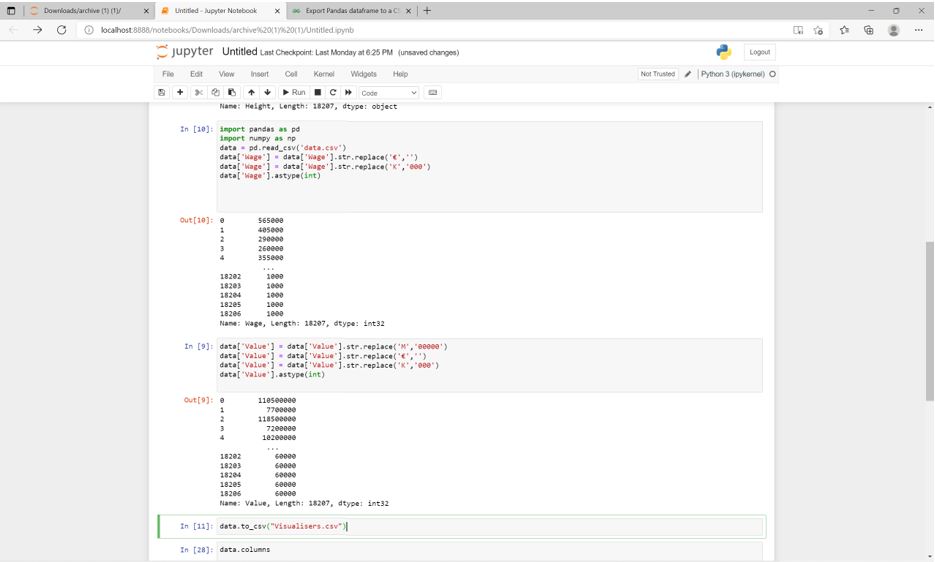 Downloads/archive (1) (1)/
Untitled - Jupyter Notebook
Export Pandas dataframe to a CS
localhost:8888/notebooks/Downloads/archive%20(1)%20(1)/Untitled.ipynb
jupyter Untitled Last Checkpoint: Last Monday at 6:25 PM (unsaved changes)
Logout
File Edit View Insert Cell Kernel Widgets Help
Not Trusted Python 3 (ipykernel)
Run Code
Name: Height, Length: 18207, dtype: object
In [10]: import pandas as pd
import numpy as np
data = pd.read_csv('data.csv')
data['Wage'] = data['Wage'].str.replace('€','')
data['Wage'] = data['Wage'].str.replace('K','000')
data['Wage'].astype(int)
Out[10]: 0 565000
1 405000
2 290000
3 260000
4 355000
...
18202 1000
18203 1000
18204 1000
18205 1000
18206 1000
Name: Wage, Length: 18207, dtype: int32
In [9]: data['Value'] = data['Value'].str.replace('M','00000')
data['Value'] = data['Value'].str.replace('€','')
data['Value'] = data['Value'].str.replace('K','000')
data['Value'].astype(int)
Out[9]: 0 110500000
1 7700000
2 118500000
3 7200000
4 10200000
...
18202 60000
18203 60000
18204 60000
18205 60000
18206 60000
Name: Value, Length: 18207, dtype: int32
In [11]: data.to_csv("Visualisers.csv")
In [28]: data.columns